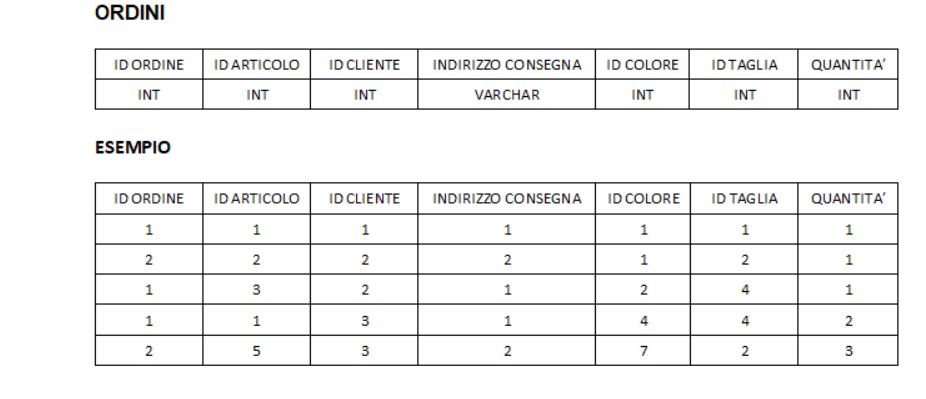 ORDINI
ID ORDINE ID ARTICOLO ID CLIENTE INDIRIZZO CONSEGNA ID COLORE ID TAGLIA QUANTITA'
INT INT INT VARCHAR INT INT INT
ESEMPIO
ID ORDINE ID ARTICOLO ID CLIENTE INDIRIZZO CONSEGNA ID COLORE ID TAGLIA QUANTITA'
1 1 1 1 1 1 1
2 2 2 2 1 2 1
1 3 2 1 2 4 1
1 1 3 1 4 4 2
2 5 3 2 7 2 3